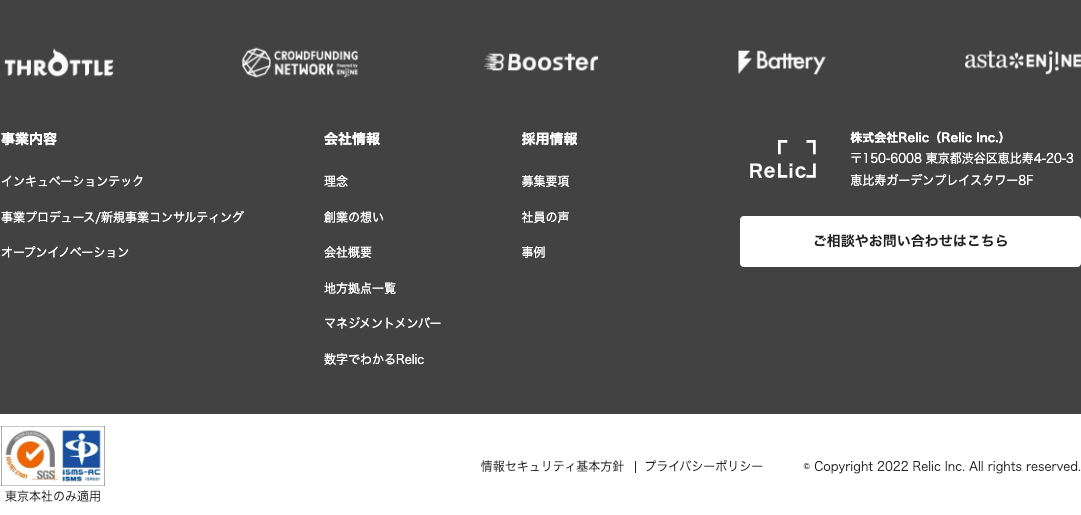 THROTTLE
CROWDFUNDING
NETWORK Powered by ENjiNE
Booster
Battery
asta ENjiNE
事業内容
インキュベーションテック
事業プロデュース/新規事業コンサルティング
オープンイノベーション
会社情報
理念
創業の想い
会社概要
地方拠点一覧
マネジメントメンバー
数字でわかるRelic
採用情報
募集要項
社員の声
事例
ReLic
株式会社Relic（Relic Inc.）
〒150-6008 東京都渋谷区恵比寿4-20-3
恵比寿ガーデンプレイスタワー8F
ご相談やお問い合わせはこちら
SGS
ISMS-AC
ISMS
東京本社のみ適用
情報セキュリティ基本方針 | プライバシーポリシー
© Copyright 2022 Relic Inc. All rights reserved.